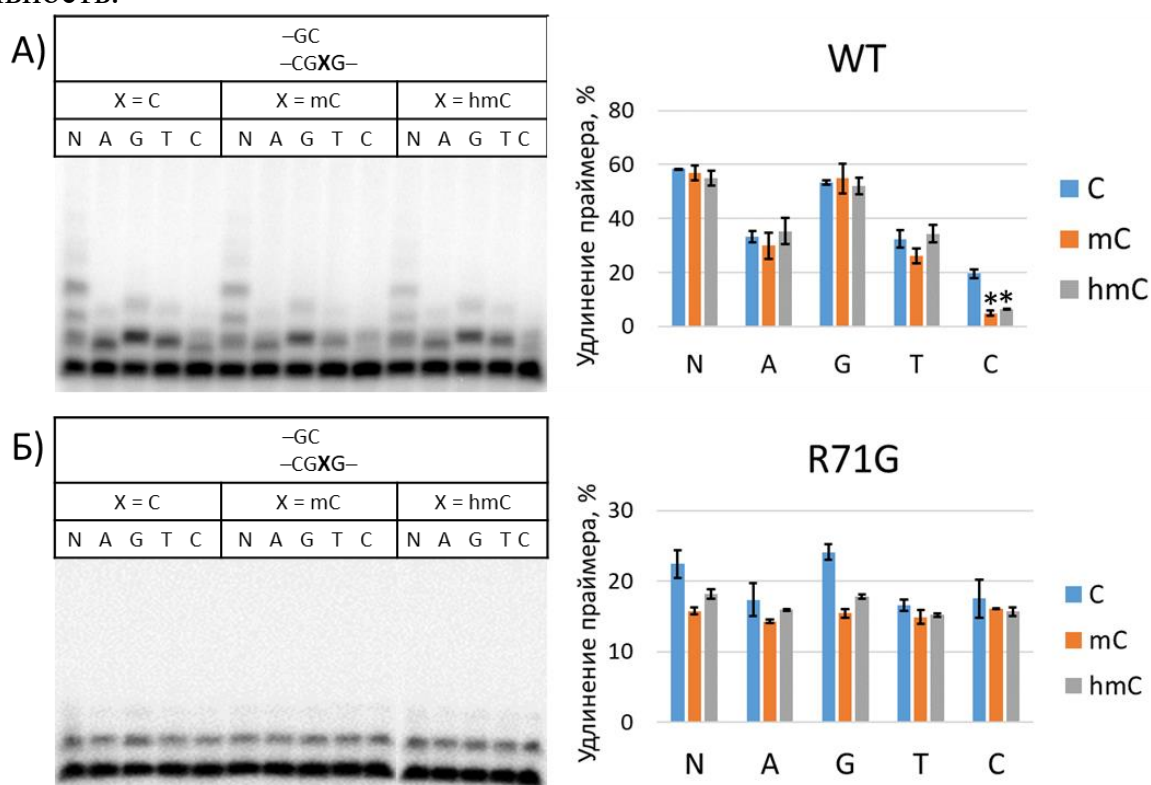 льность.
А)
–GC
–CGXG–
X = C X = mC X = hmC
N A G T C N A G T C N A G T C
WT
Удлинение праймера, %
80
60
40
20
0
**
N A G T C
C
mC
hmC
Б)
–GC
–CGXG–
X = C X = mC X = hmC
N A G T C N A G T C N A G T C
R71G
Удлинение праймера, %
30
20
10
0
N A G T C
C
mC
hmC